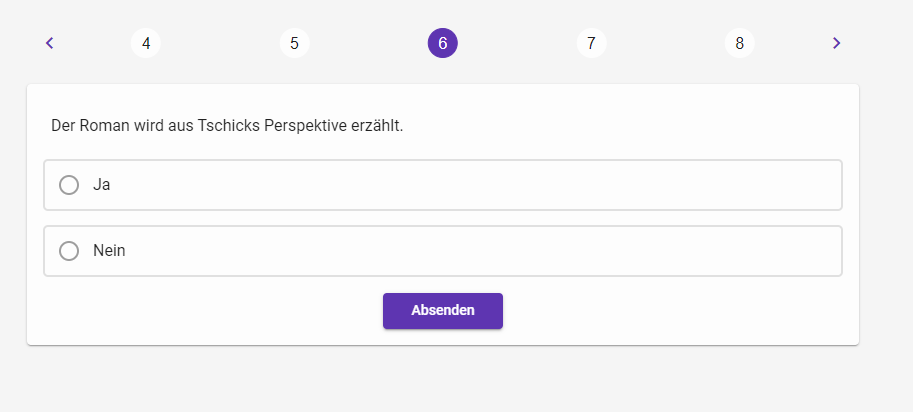 4 5 6 7 8
Der Roman wird aus Tschicks Perspektive erzählt.
Ja
Nein
Absenden